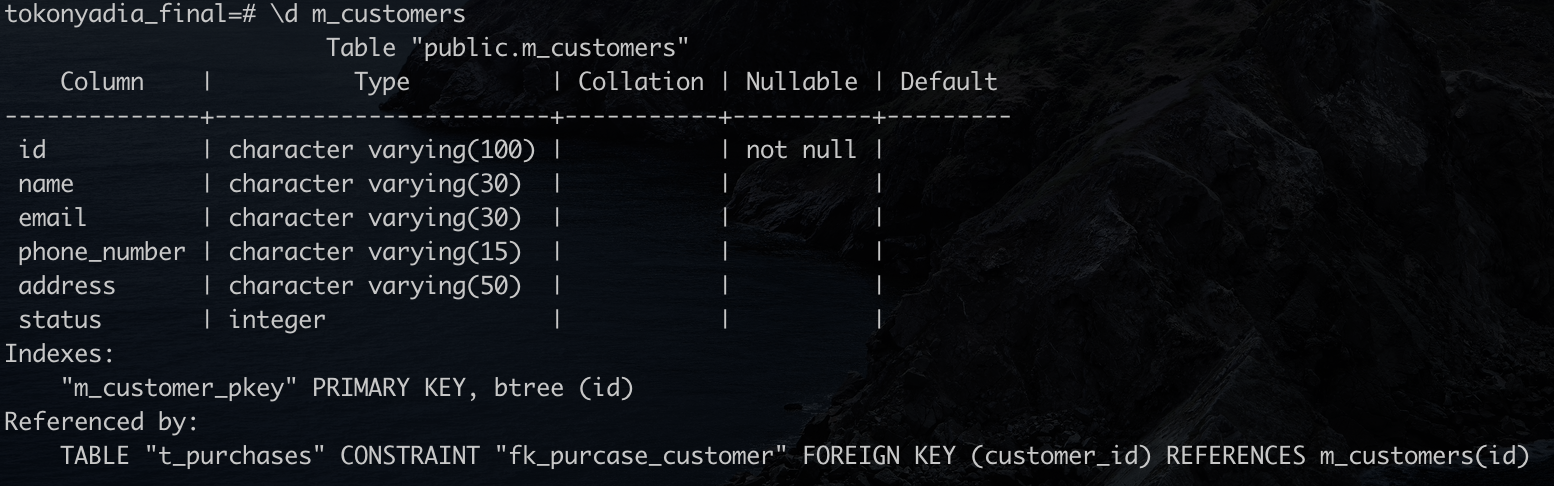 tokonyadia_final=# \d m_customers
                       Table "public.m_customers"
    Column    |          Type          | Collation | Nullable | Default
--------------+------------------------+-----------+----------+---------
 id           | character varying(100) |           | not null |
 name         | character varying(30)  |           |          |
 email        | character varying(30)  |           |          |
 phone_number | character varying(15)  |           |          |
 address      | character varying(50)  |           |          |
 status       | integer                |           |          |
Indexes:
    "m_customer_pkey" PRIMARY KEY, btree (id)
Referenced by:
    TABLE "t_purchases" CONSTRAINT "fk_purcase_customer" FOREIGN KEY (customer_id) REFERENCES m_customers(id)